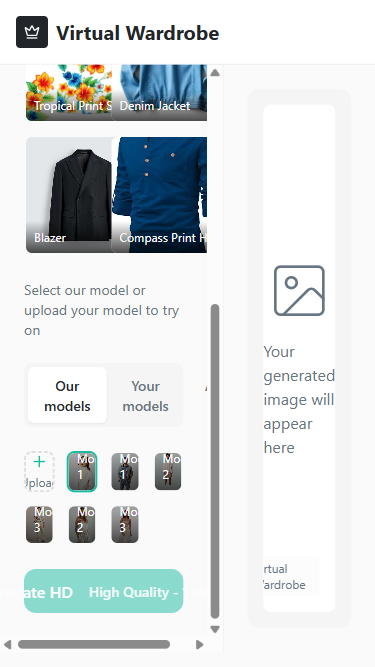 Virtual Wardrobe
Tropical Print S
Denim Jacket
Blazer
Compass Print H
Select our model or
upload your model to try
on
Our
models
Your
models
+
Uploa
Mo
1
Mo
1
Mo
2
Mo
3
Mo
2
Mo
3
ate HD High Quality -
Your
generated
image will
appear
here
rtual
ardrobe